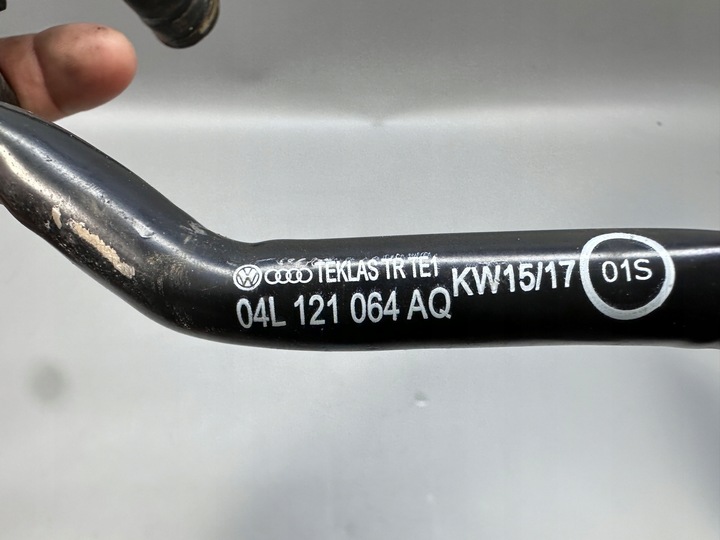 TEKLAS TR TE1
04L 121 064 AQ
KW15/17
01S